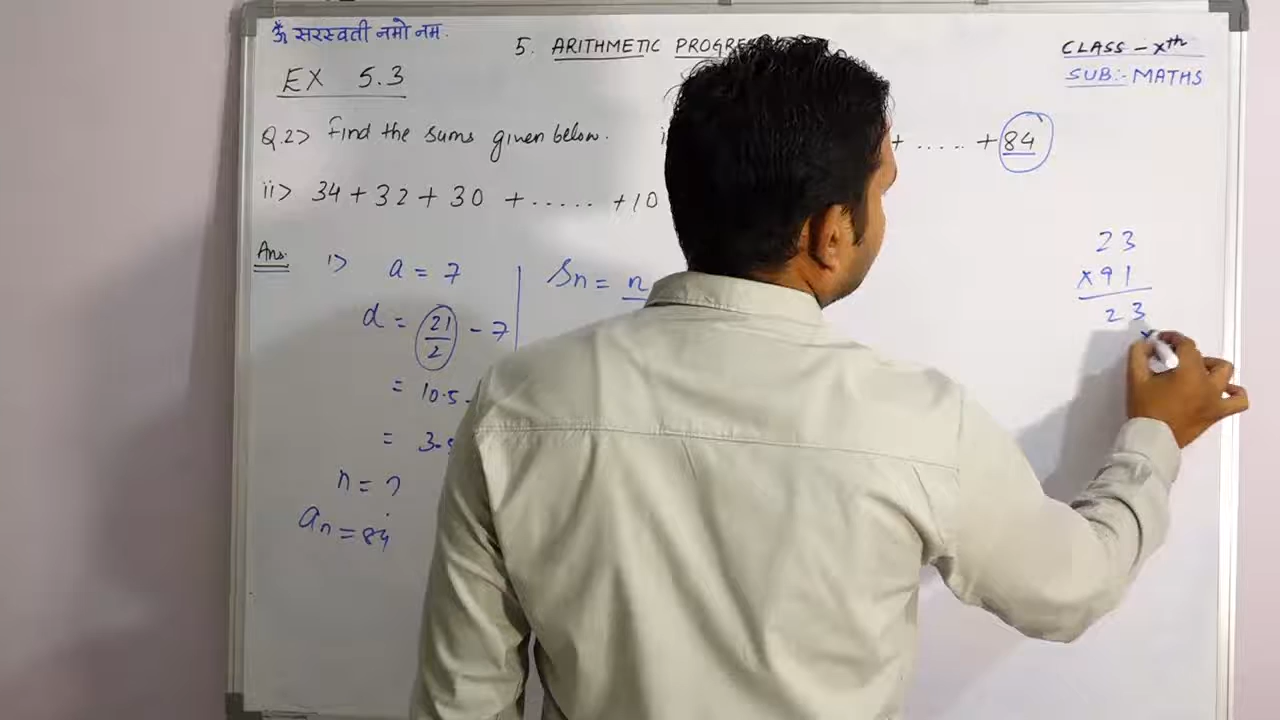 ॐ सरस्वती नमो नम.
5. ARITHMETIC
CLASS - Xth
SUB:- MATHS
EX 5.3
Q.2> Find the sums given below. + ..... + 84
ii> 34 + 32 + 30 + ..... + 10
Ans. i> a = 7
d = 21/2 - 7
= 10.5
=
n = ?
an = 84
Sn = n
23
×91
23
×